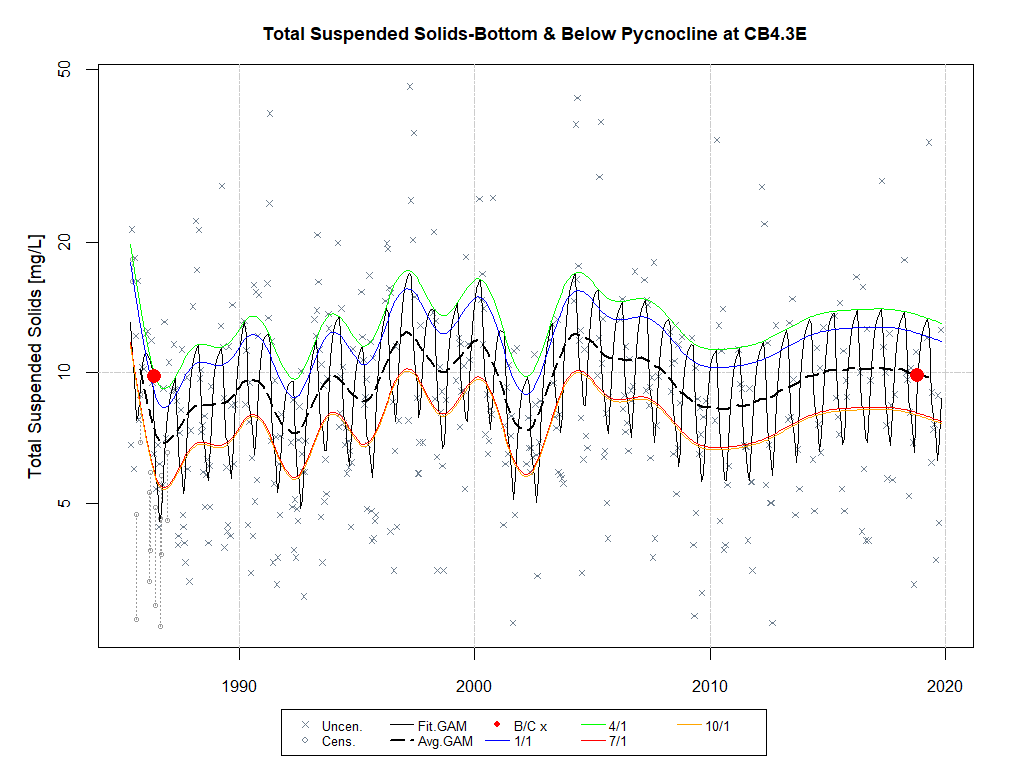 Total Suspended Solids-Bottom & Below Pycnocline at CB4.3E
Total Suspended Solids [mg/L]
50
20
10
5
1990 2000 2010 2020
Uncen. Fit.GAM B/C x 4/1 10/1
Cens. Avg.GAM 1/1 7/1